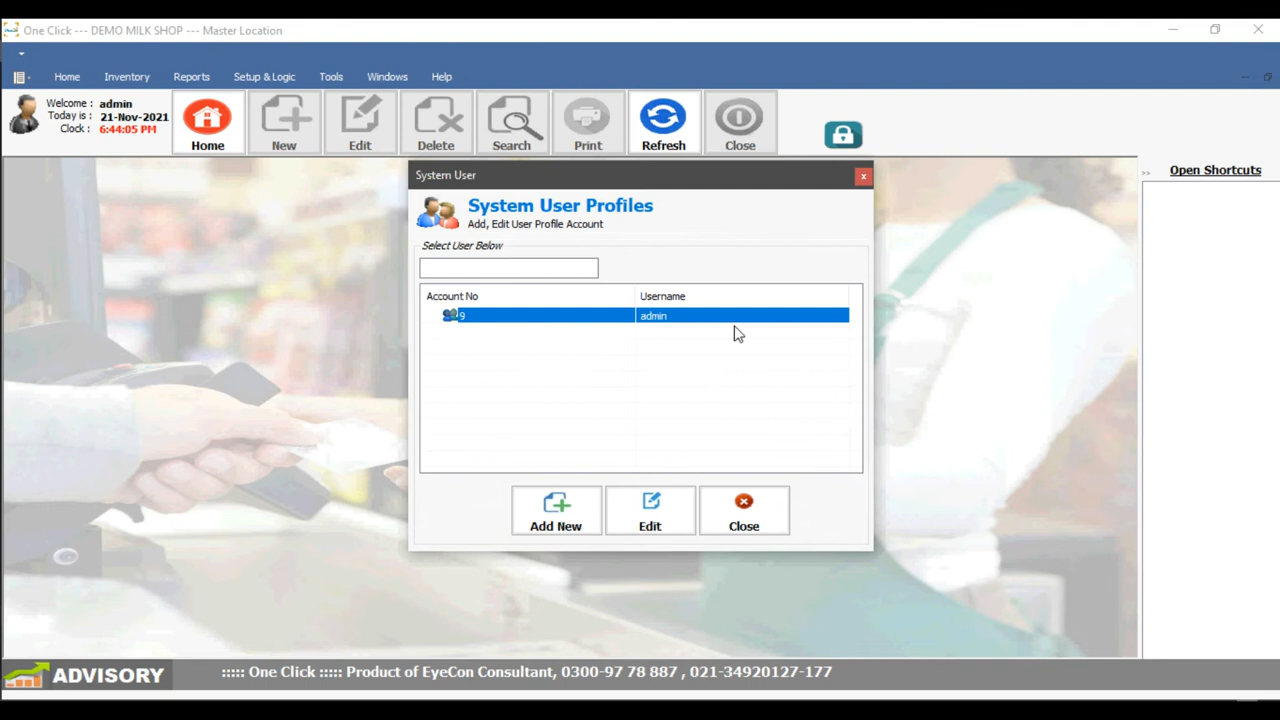 One Click --- DEMO MILK SHOP --- Master Location
Home Inventory Reports Setup & Logic Tools Windows Help
Welcome : admin
Today is : 21-Nov-2021
Clock : 6:44:05 PM
Home New Edit Delete Search Print Refresh Close
>> Open Shortcuts
System User
x
System User Profiles
Add, Edit User Profile Account
Select User Below
Account No Username
9 admin
Add New Edit Close
ADVISORY ::::: One Click ::::: Product of EyeCon Consultant, 0300-97 78 887 , 021-34920127-177